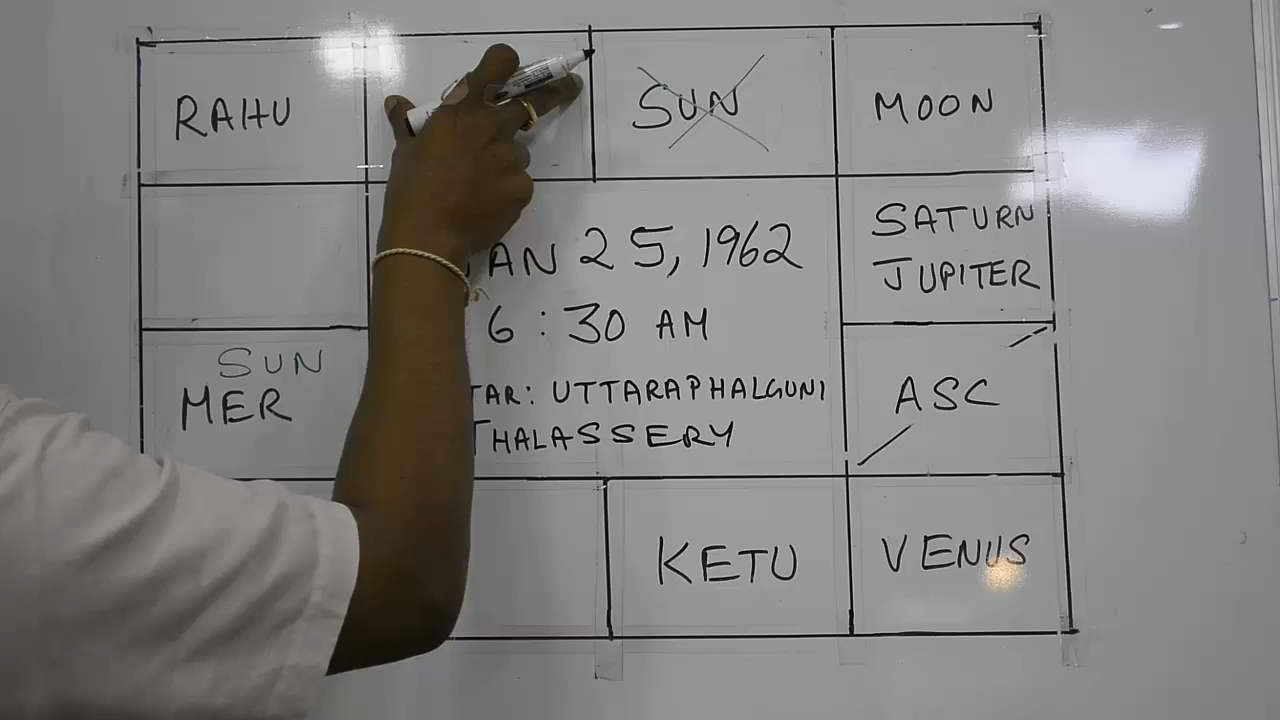 RAHU
SUN
MOON
AN 25, 1962
SATURN
JUPITER
6:30 AM
SUN
MER
TAR: UTTARAPHALGUNI
THALASSERY
ASC
KETU
VENUS